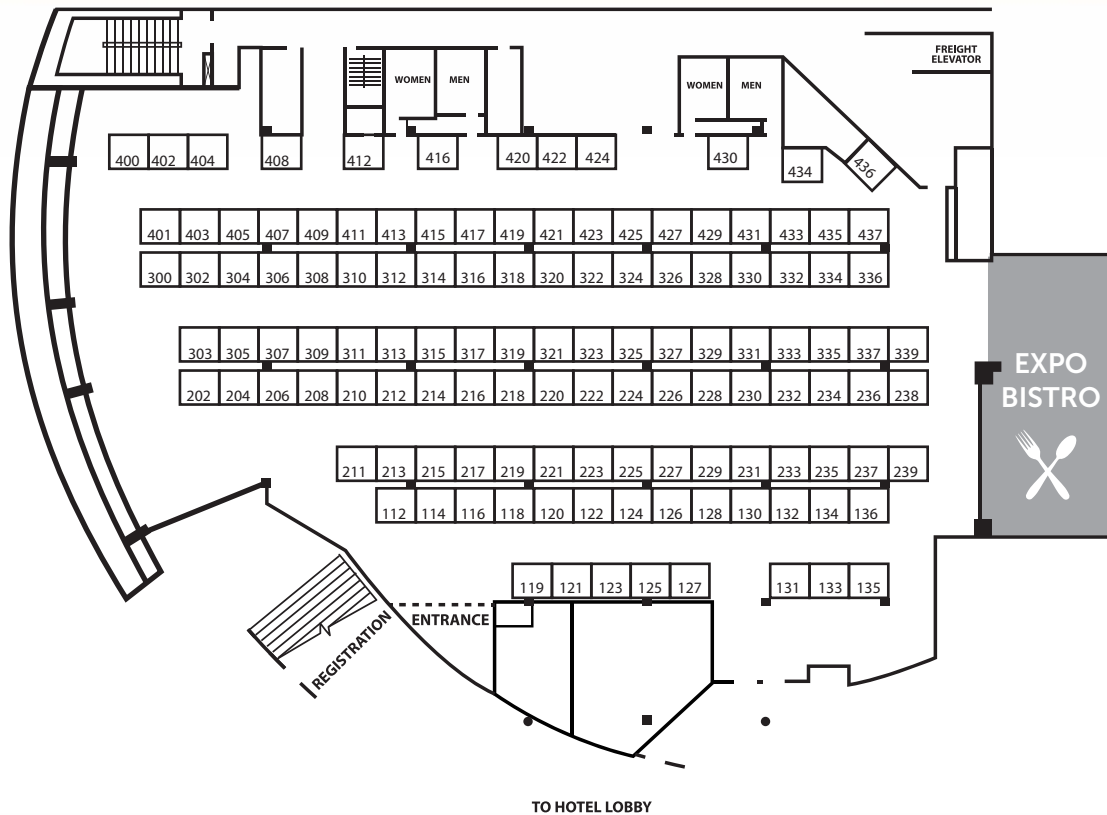 FREIGHT
ELEVATOR
WOMEN MEN
WOMEN MEN
400 402 404 408 412 416 420 422 424 430 434 436
401 403 405 407 409 411 413 415 417 419 421 423 425 427 429 431 433 435 437
300 302 304 306 308 310 312 314 316 318 320 322 324 326 328 330 332 334 336
303 305 307 309 311 313 315 317 319 321 323 325 327 329 331 333 335 337 339
EXPO
BISTRO
202 204 206 208 210 212 214 216 218 220 222 224 226 228 230 232 234 236 238
211 213 215 217 219 221 223 225 227 229 231 233 235 237 239
112 114 116 118 120 122 124 126 128 130 132 134 136
119 121 123 125 127 131 133 135
ENTRANCE
REGISTRATION
TO HOTEL LOBBY